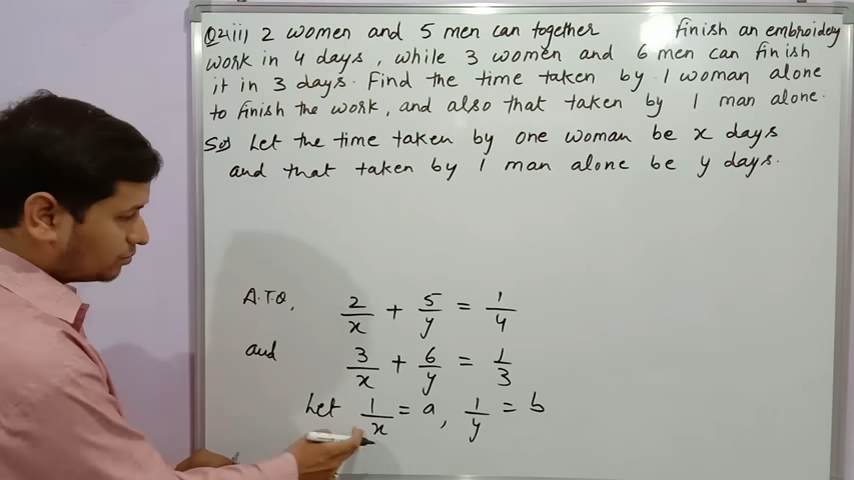 Q2(ii) 2 women and 5 men can together finish an embroidery
work in 4 days, while 3 women and 6 men can finish
it in 3 days. Find the time taken by 1 woman alone
to finish the work, and also that taken by 1 man alone.
Sol) Let the time taken by one woman be x days
and that taken by 1 man alone be y days.
A.T.Q, 2/x + 5/y = 1/4
and 3/x + 6/y = 1/3
Let 1/x = a, 1/y = b